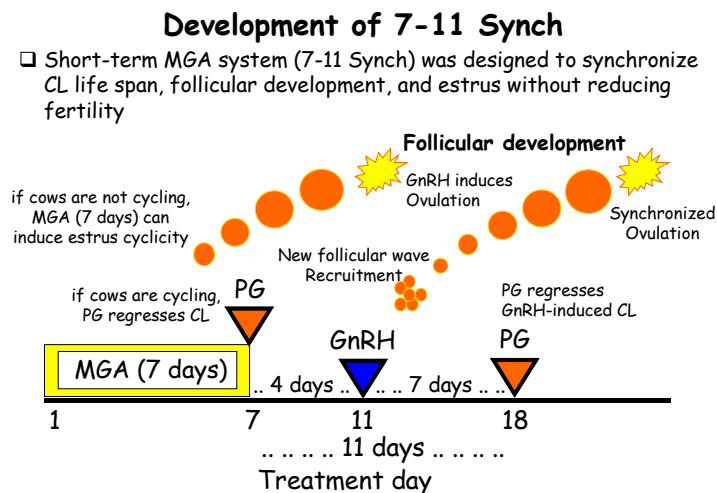 Development of 7-11 Synch
❑ Short-term MGA system (7-11 Synch) was designed to synchronize
CL life span, follicular development, and estrus without reducing
fertility
Follicular development
if cows are not cycling,
MGA (7 days) can
induce estrus cyclicity
GnRH induces
Ovulation
Synchronized
Ovulation
New follicular wave
Recruitment
if cows are cycling,
PG regresses CL
PG
PG regresses
GnRH-induced CL
GnRH
PG
MGA (7 days)
.. 4 days .. .. .. 7 days .. ..
1 7 11 18
.. .. .. .. 11 days .. .. .. ..
Treatment day